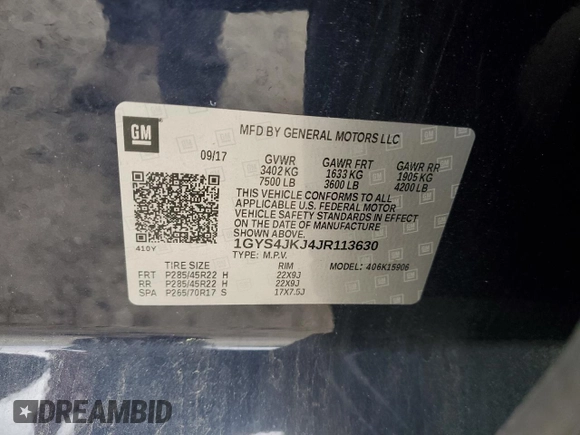 GM
MFD BY GENERAL MOTORS LLC
09/17 GVWR GAWR FRT GAWR RR
3402 KG 1633 KG 1905 KG
7500 LB 3600 LB 4200 LB
THIS VEHICLE CONFORMS TO ALL
APPLICABLE U.S. FEDERAL MOTOR
VEHICLE SAFETY STANDARDS IN EFFECT
ON THE DATE OF MANUFACTURE
SHOWN ABOVE.
410Y
1GYS4JKJ4JR113630
TYPE: M.P.V. MODEL: 406K15906
TIRE SIZE RIM
FRT P285/45R22 H 22X9J
RR P285/45R22 H 22X9J
SPA P265/70R17 S 17X7.5J
DREAMBID